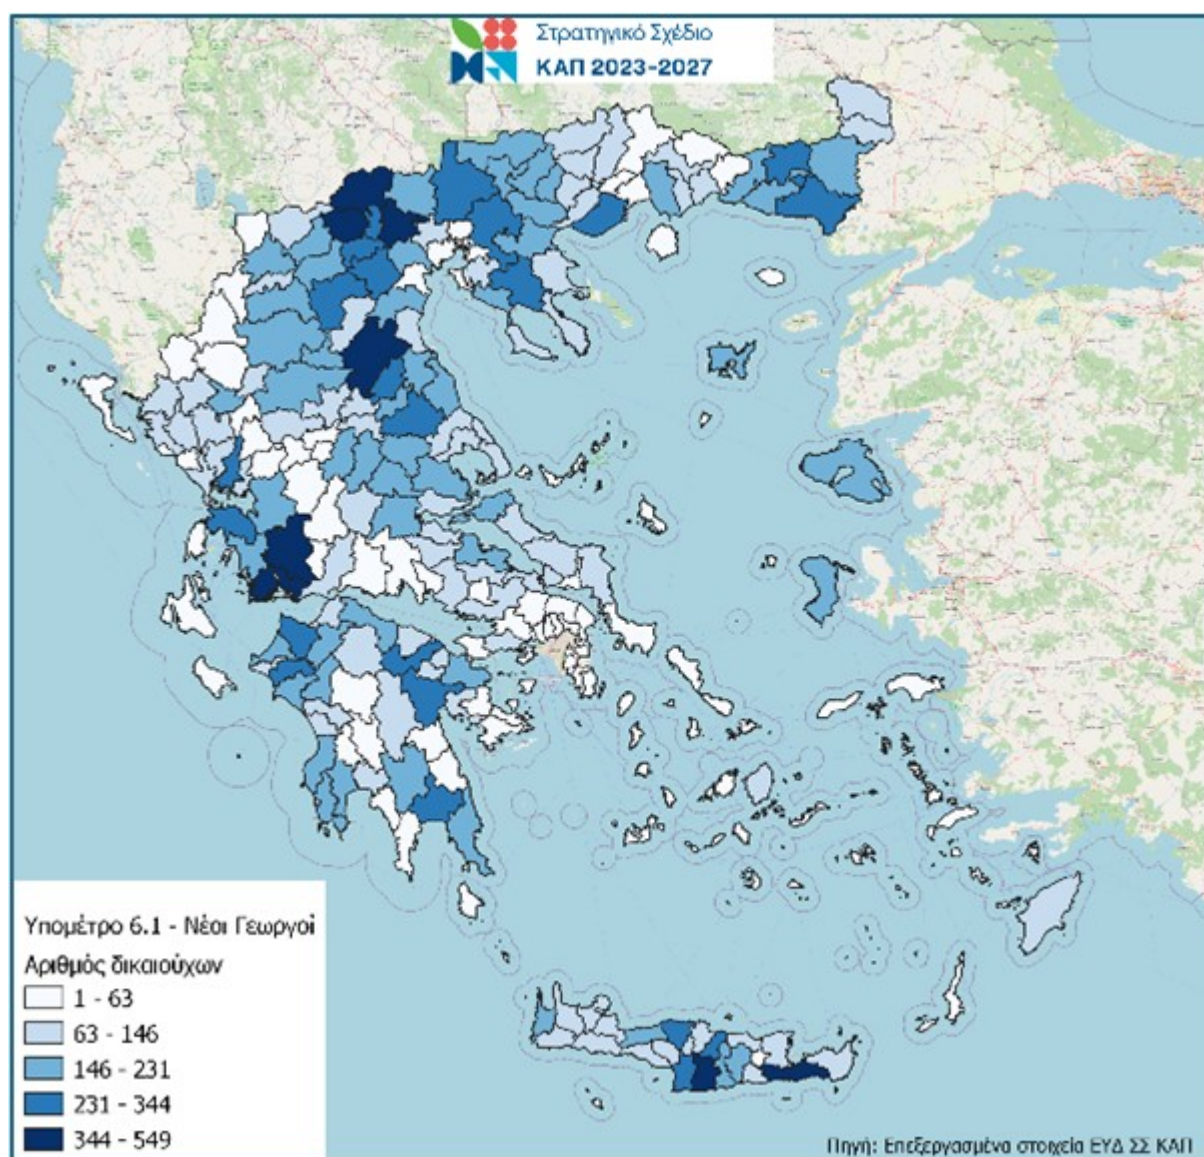 Στρατηγικό Σχέδιο
ΚΑΠ 2023-2027
Υπομέτρο 6.1 - Νέοι Γεωργοί
Αριθμός δικαιούχων
1 - 63
63 - 146
146 - 231
231 - 344
344 - 549
Πηγή: Επεξεργασμένα στοιχεία ΕΥΔ ΣΣ ΚΑΠ